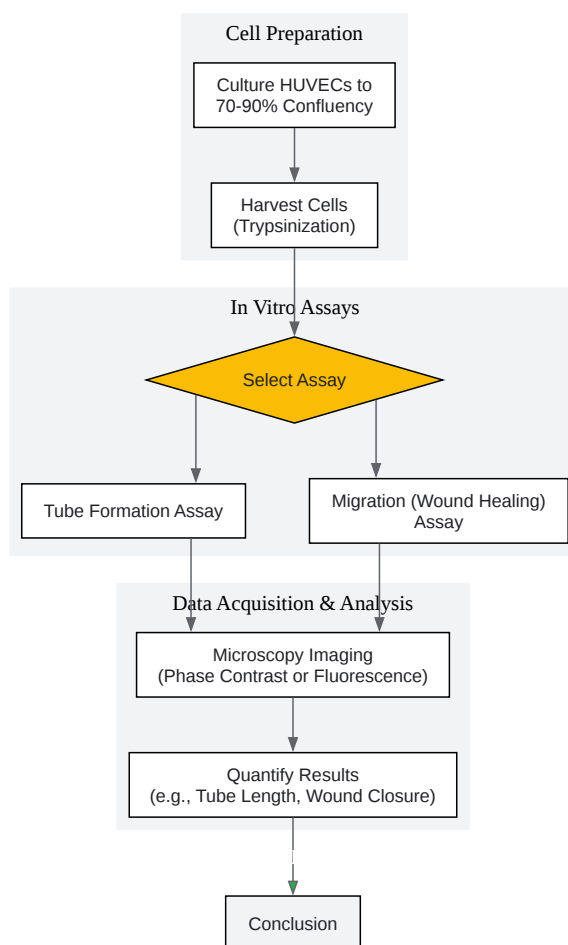 Cell Preparation
Culture HUVECs to
70-90% Confluency
Harvest Cells
(Trypsinization)
In Vitro Assays
Select Assay
Tube Formation Assay
Migration (Wound Healing)
Assay
Data Acquisition & Analysis
Microscopy Imaging
(Phase Contrast or Fluorescence)
Quantify Results
(e.g., Tube Length, Wound Closure)
Conclusion